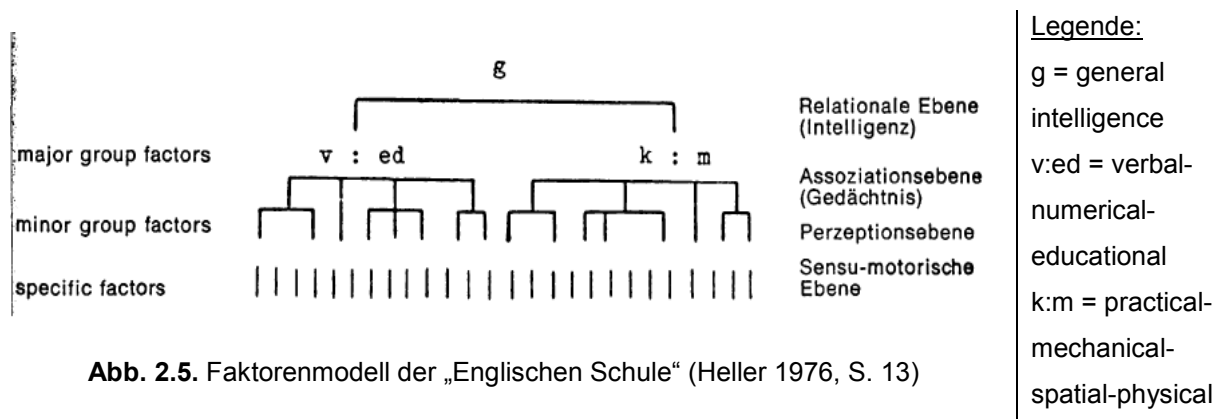 g
Relationale Ebene
(Intelligenz)
major group factors
v : ed
k : m
Assoziationsebene
(Gedächtnis)
minor group factors
Perzeptionsebene
specific factors
Sensu-motorische
Ebene
Abb. 2.5. Faktorenmodell der „Englischen Schule“ (Heller 1976, S. 13)
Legende:
g = general
intelligence
v:ed = verbal-
numerical-
educational
k:m = practical-
mechanical-
spatial-physical